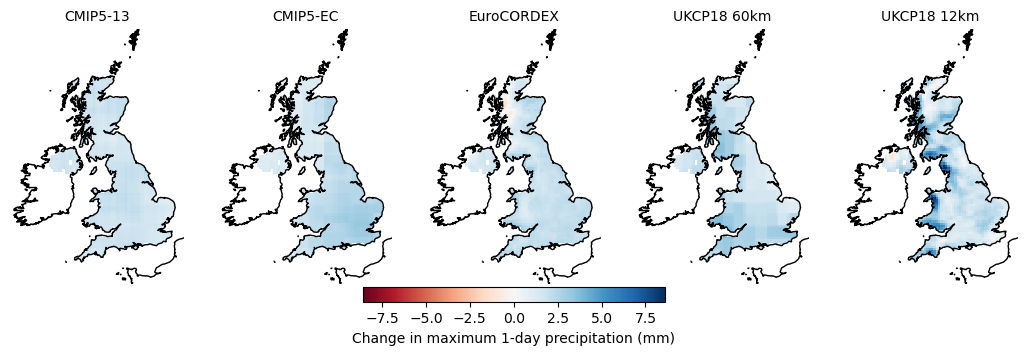 CMIP5-13 CMIP5-EC EuroCORDEX UKCP18 60km UKCP18 12km
−7.5 −5.0 −2.5 0.0 2.5 5.0 7.5
Change in maximum 1-day precipitation (mm)